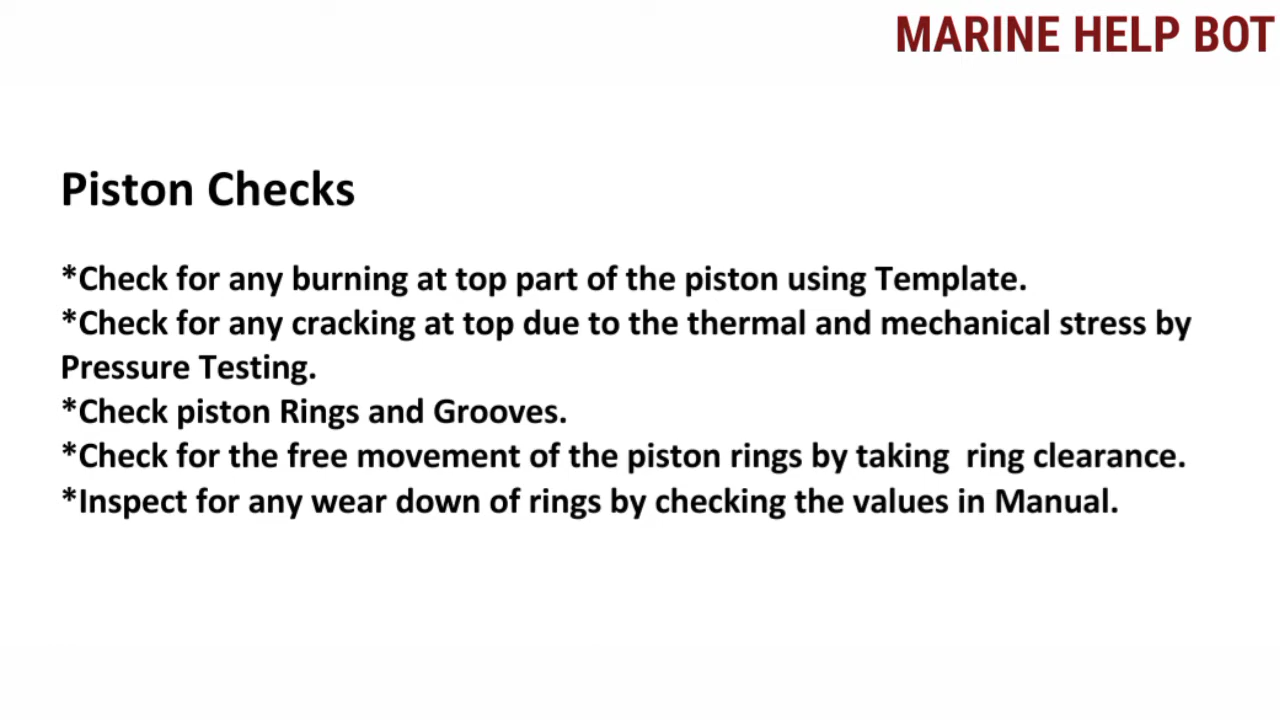 MARINE HELP BOT
Piston Checks
*Check for any burning at top part of the piston using Template.
*Check for any cracking at top due to the thermal and mechanical stress by
Pressure Testing.
*Check piston Rings and Grooves.
*Check for the free movement of the piston rings by taking  ring clearance.
*Inspect for any wear down of rings by checking the values in Manual.